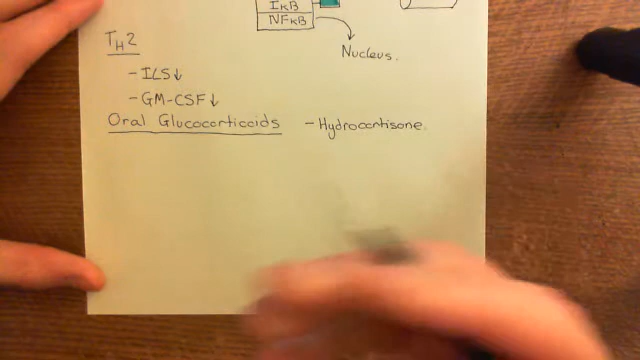 IκB
NFκB
Nucleus.
TH2
- IL5↓
- GM-CSF↓
Oral Glucocorticoids - Hydrocortisone.